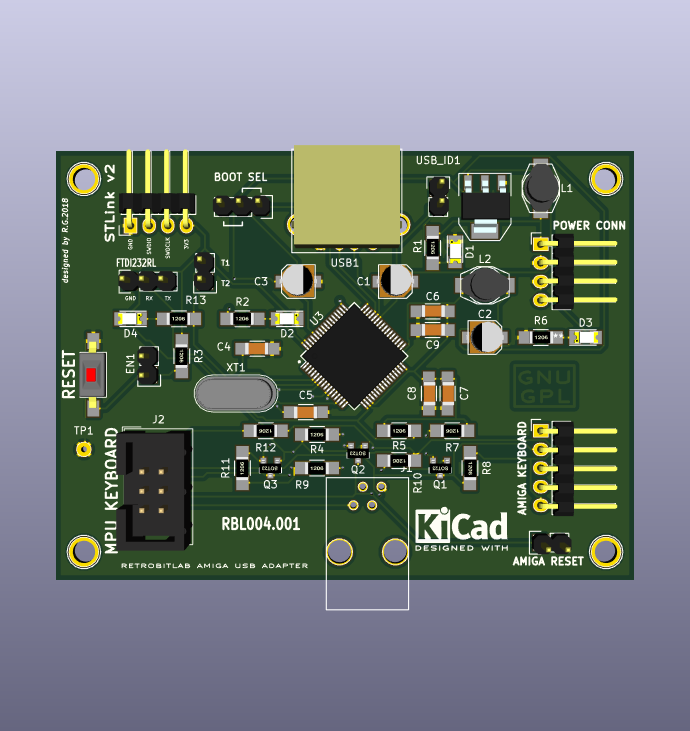 USB_ID1
BOOT SEL
STLink v2
designed by R.G.2018
L1
POWER CONN
GND
SWDIO
SWDCLK
3V3
R1
D1
FTDI232RL
T1
USB1
L2
T2
C3
C1
GND
RX
TX
R13
R2
U3
C6
C2
D4
1206
1206
D2
C9
R6
1206
D3
C4
EN1
R3
RESET
XT1
C8
C7
GNU
GPL
C5
J2
TP1
R12
R4
R5
R7
AMIGA KEYBOARD
MPU KEYBOARD
R11
Q3
R9
Q2
R10
Q1
R8
RBL004.001
KiCad
DESIGNED WITH
AMIGA RESET
RETROBITLAB AMIGA USB ADAPTER